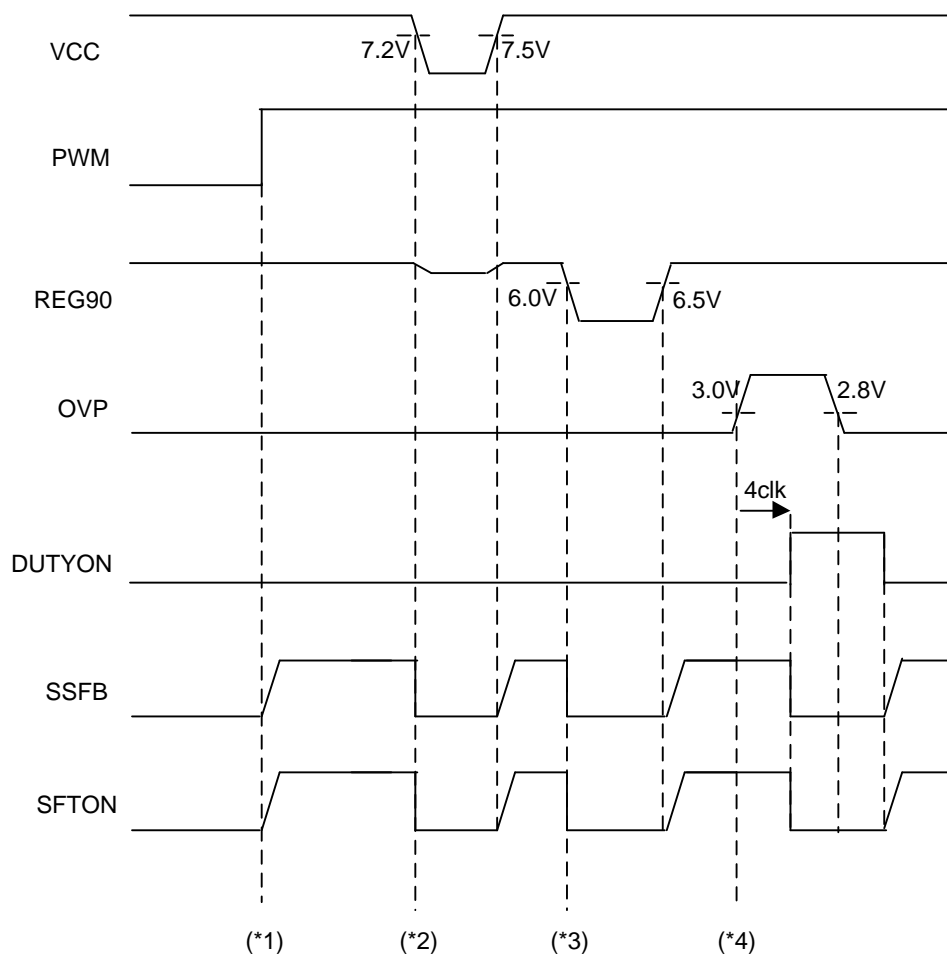 VCC
7.2V
7.5V
PWM
REG90
6.0V
6.5V
OVP
3.0V
2.8V
4clk
DUTYON
SSFB
SFTON
(*1) (*2) (*3) (*4)